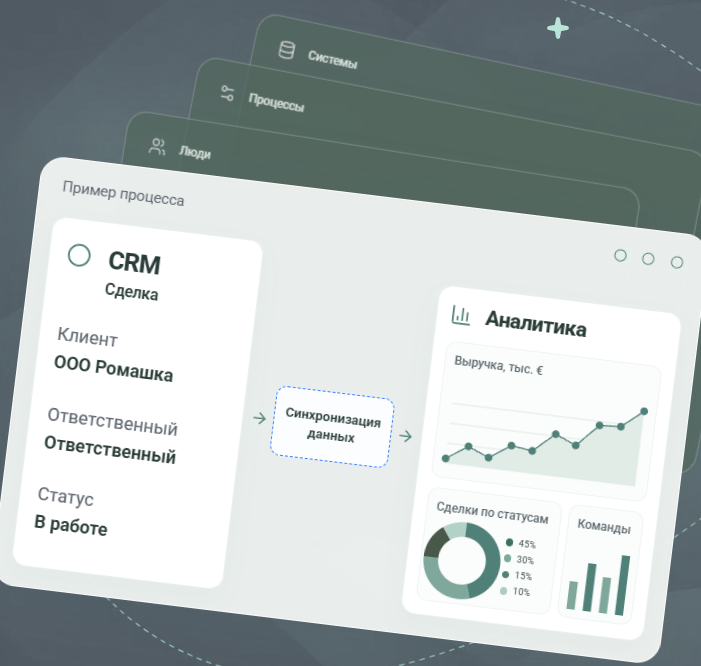 Системы
Процессы
Люди
Пример процесса
CRM
Сделка
Клиент
ООО Ромашка
Ответственный
Ответственный
Статус
В работе
Синхронизация
данных
Аналитика
Выручка, тыс. €
Сделки по статусам
45%
30%
15%
10%
Команды